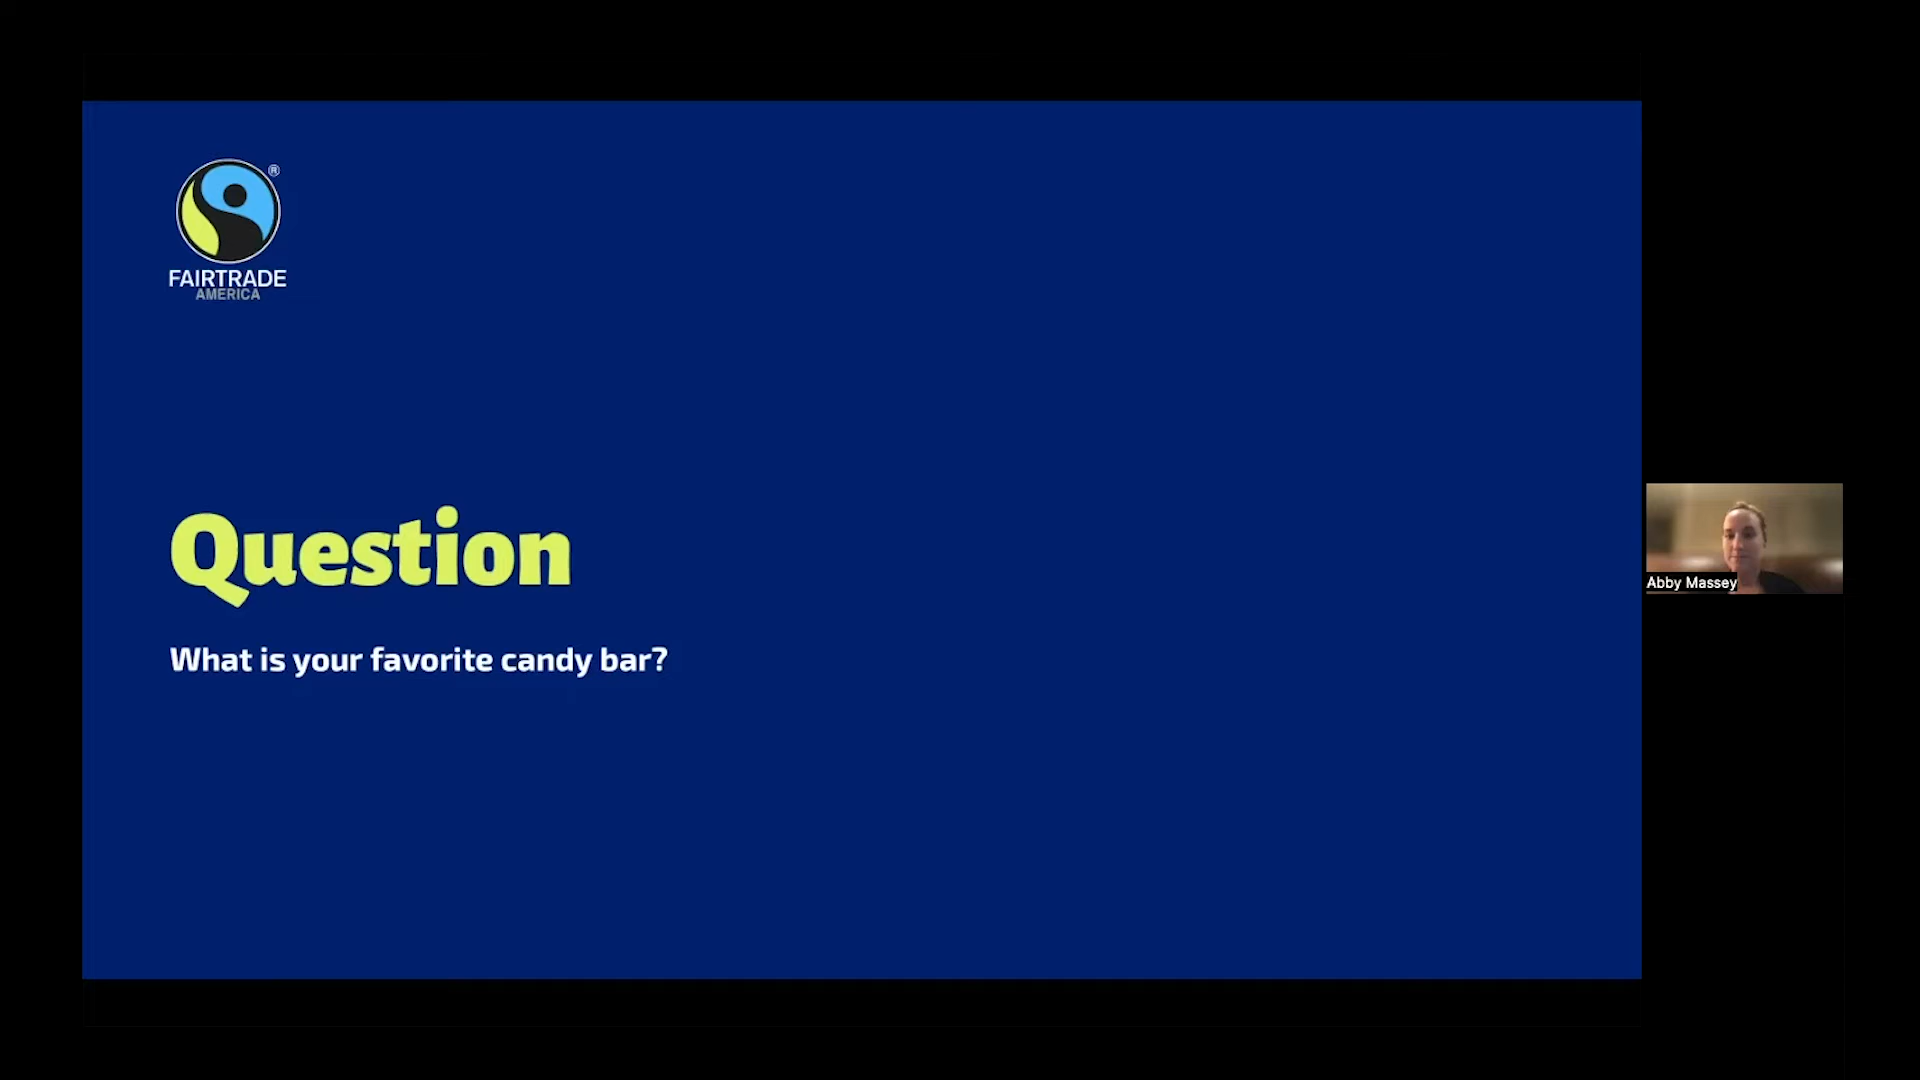 ®
FAIRTRADE
AMERICA
Question
What is your favorite candy bar?
Abby Massey